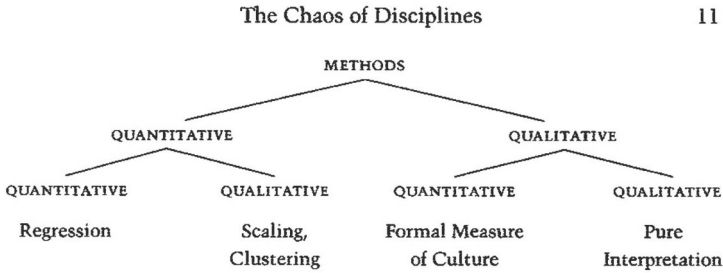 The Chaos of Disciplines 11
METHODS
QUANTITATIVE QUALITATIVE
QUANTITATIVE QUALITATIVE QUANTITATIVE QUALITATIVE
Regression Scaling, Formal Measure Pure
Clustering of Culture Interpretation